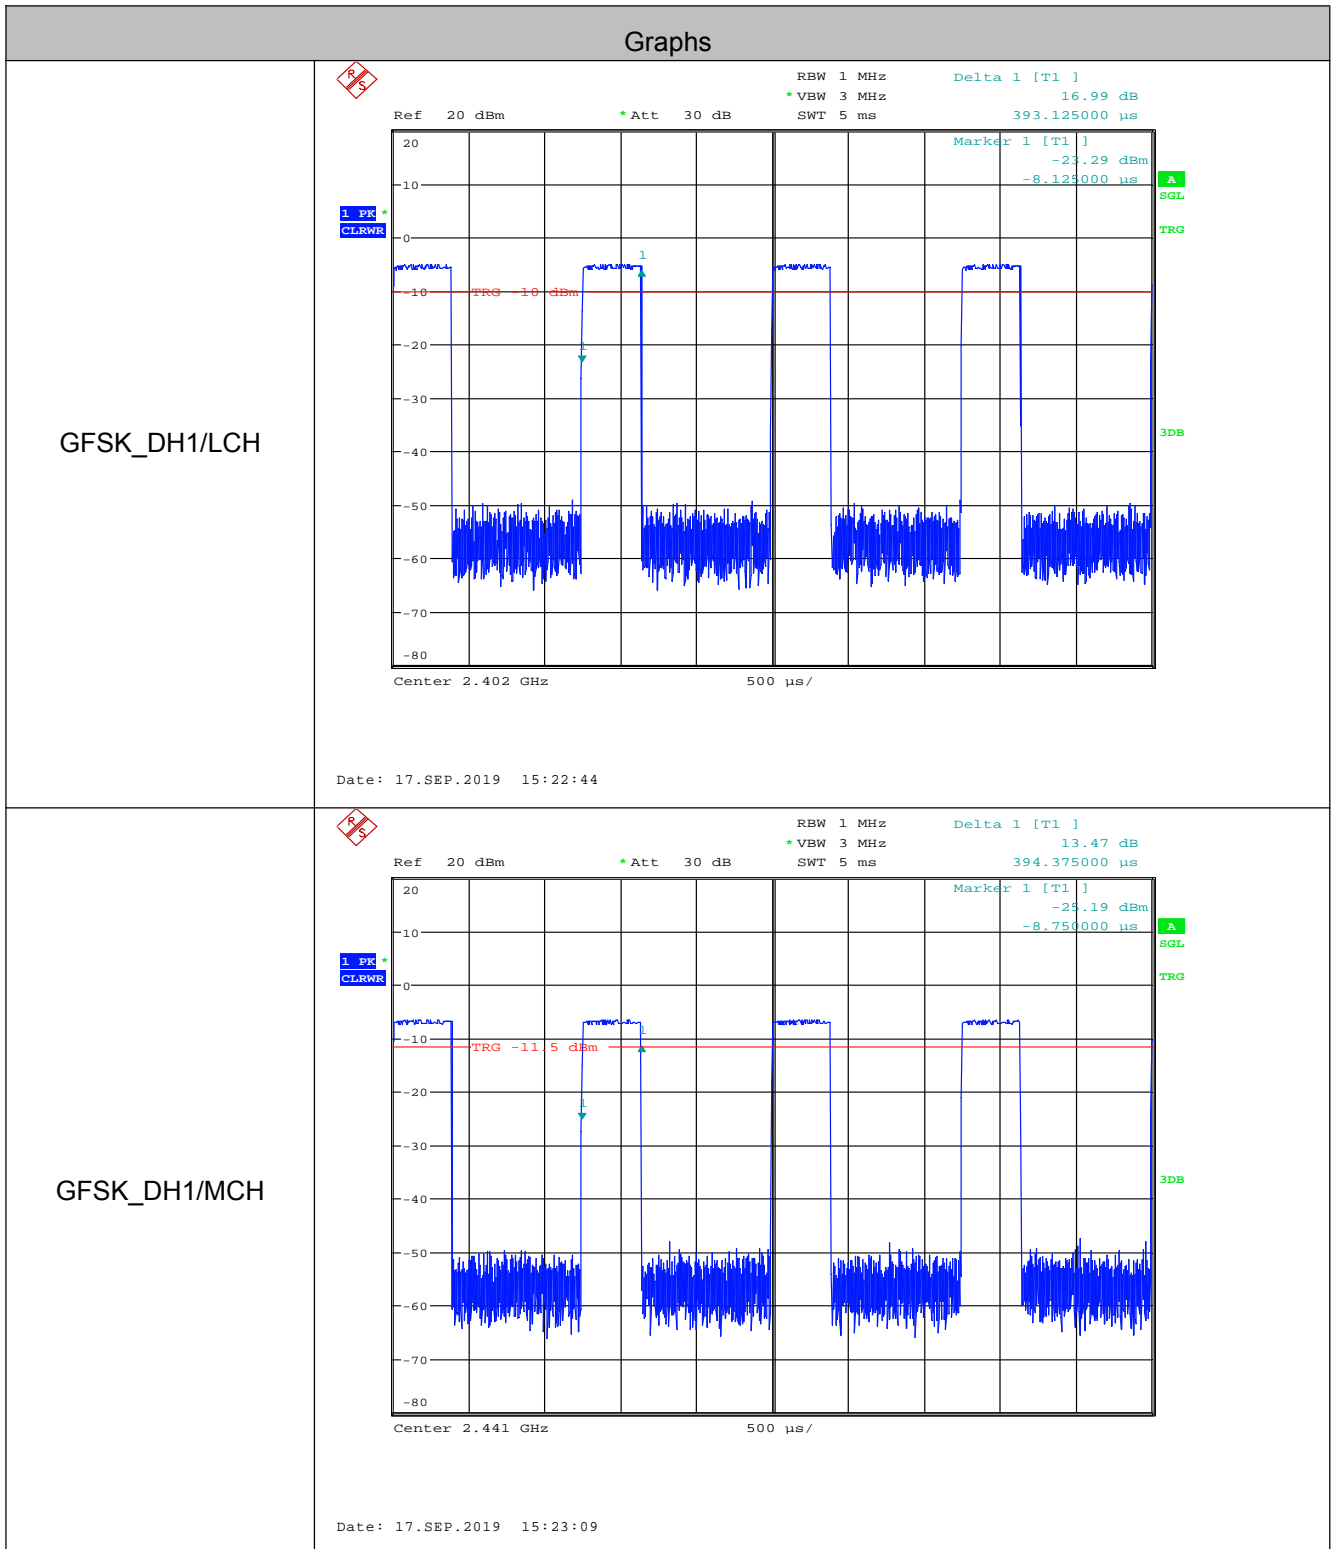 Graphs
GFSK_DH1/LCH
R S
RBW 1 MHz Delta 1 [T1 ]
* VBW 3 MHz 16.99 dB
Ref 20 dBm * Att 30 dB SWT 5 ms 393.125000 µs
20 Marker 1 [T1 ]
-23.29 dBm
10 -8.125000 µs A
SGL
1 PK *
CLRWR
0 TRG
1
-10 TRG -10 dBm
-20 1
-30
3DB
-40
-50
-60
-70
-80
Center 2.402 GHz 500 µs/
Date: 17.SEP.2019 15:22:44
GFSK_DH1/MCH
R S
RBW 1 MHz Delta 1 [T1 ]
* VBW 3 MHz 13.47 dB
Ref 20 dBm * Att 30 dB SWT 5 ms 394.375000 µs
20 Marker 1 [T1 ]
-25.19 dBm
10 -8.750000 µs A
SGL
1 PK *
CLRWR
0 TRG
1
-10
TRG -11.5 dBm
-20 1
-30
3DB
-40
-50
-60
-70
-80
Center 2.441 GHz 500 µs/
Date: 17.SEP.2019 15:23:09